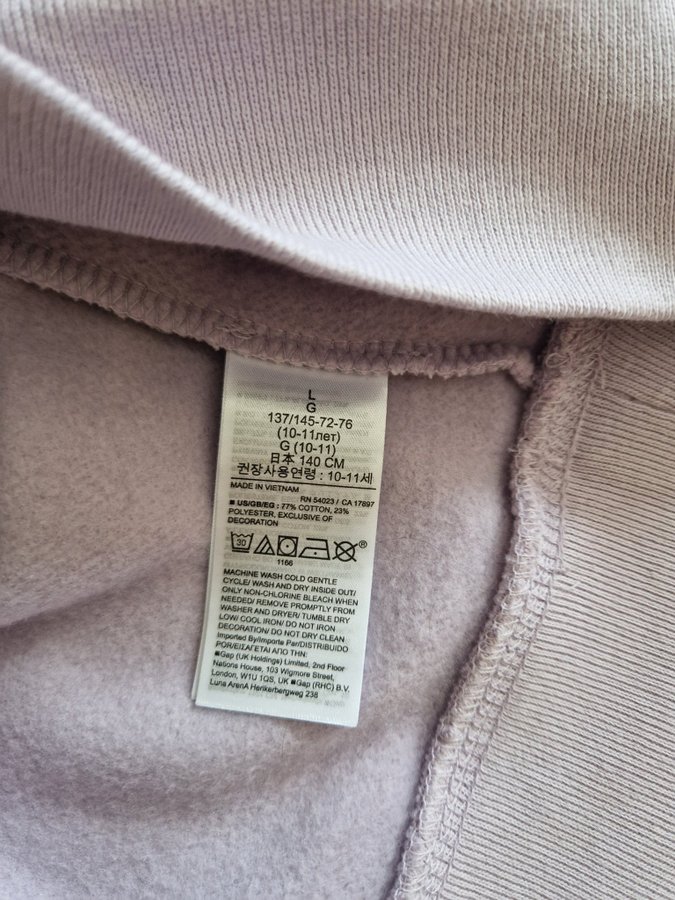 L
G
137/145-72-76
(10-11лет)
G (10-11)
日本 140 CM
권장사용연령 : 10-11세
MADE IN VIETNAM
RN 54023 / CA 17897
■ US/GB/EG : 77% COTTON, 23%
POLYESTER, EXCLUSIVE OF
DECORATION
30
1166
MACHINE WASH COLD GENTLE
CYCLE/ WASH AND DRY INSIDE OUT/
ONLY NON-CHLORINE BLEACH WHEN
NEEDED/ REMOVE PROMPTLY FROM
WASHER AND DRYER/ TUMBLE DRY
LOW/ COOL IRON/ DO NOT IRON
DECORATION/ DO NOT DRY CLEAN
Imported By/Importe Par/DISTRIBUIDO
POR/ΕΙΣΑΓΕΤΑΙ ΑΠΟ ΤΗΝ:
■Gap (UK Holdings) Limited, 2nd Floor
Nations House, 103 Wigmore Street,
London, W1U 1QS, UK ■Gap (RHC) B.V.
Luna ArenA Herikerbergweg 238